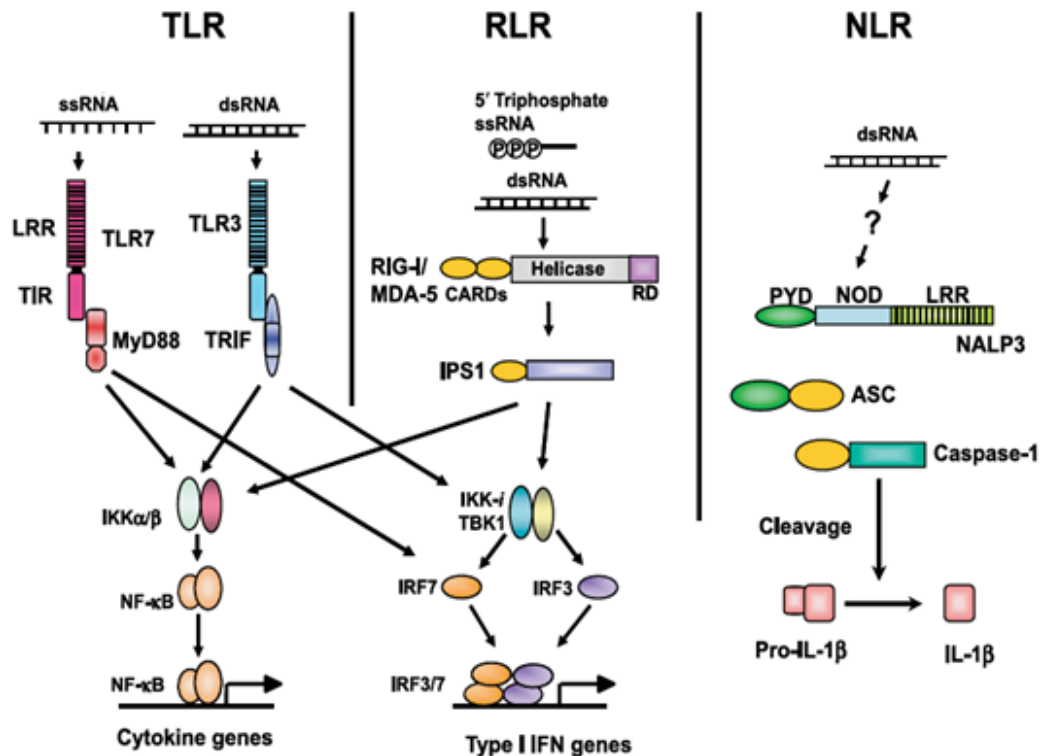 TLR
RLR
NLR
ssRNA
dsRNA
LRR
TLR7
TLR3
TIR
MyD88
TRIF
5′ Triphosphate
ssRNA
PPP
dsRNA
RIG-I/
MDA-5
CARDs
Helicase
RD
IPS1
dsRNA
?
PYD
NOD
LRR
NALP3
ASC
Caspase-1
Cleavage
Pro-IL-1β
IL-1β
IKKα/β
IKK-i
TBK1
NF-κB
IRF7
IRF3
NF-κB
IRF3/7
Cytokine genes
Type I IFN genes